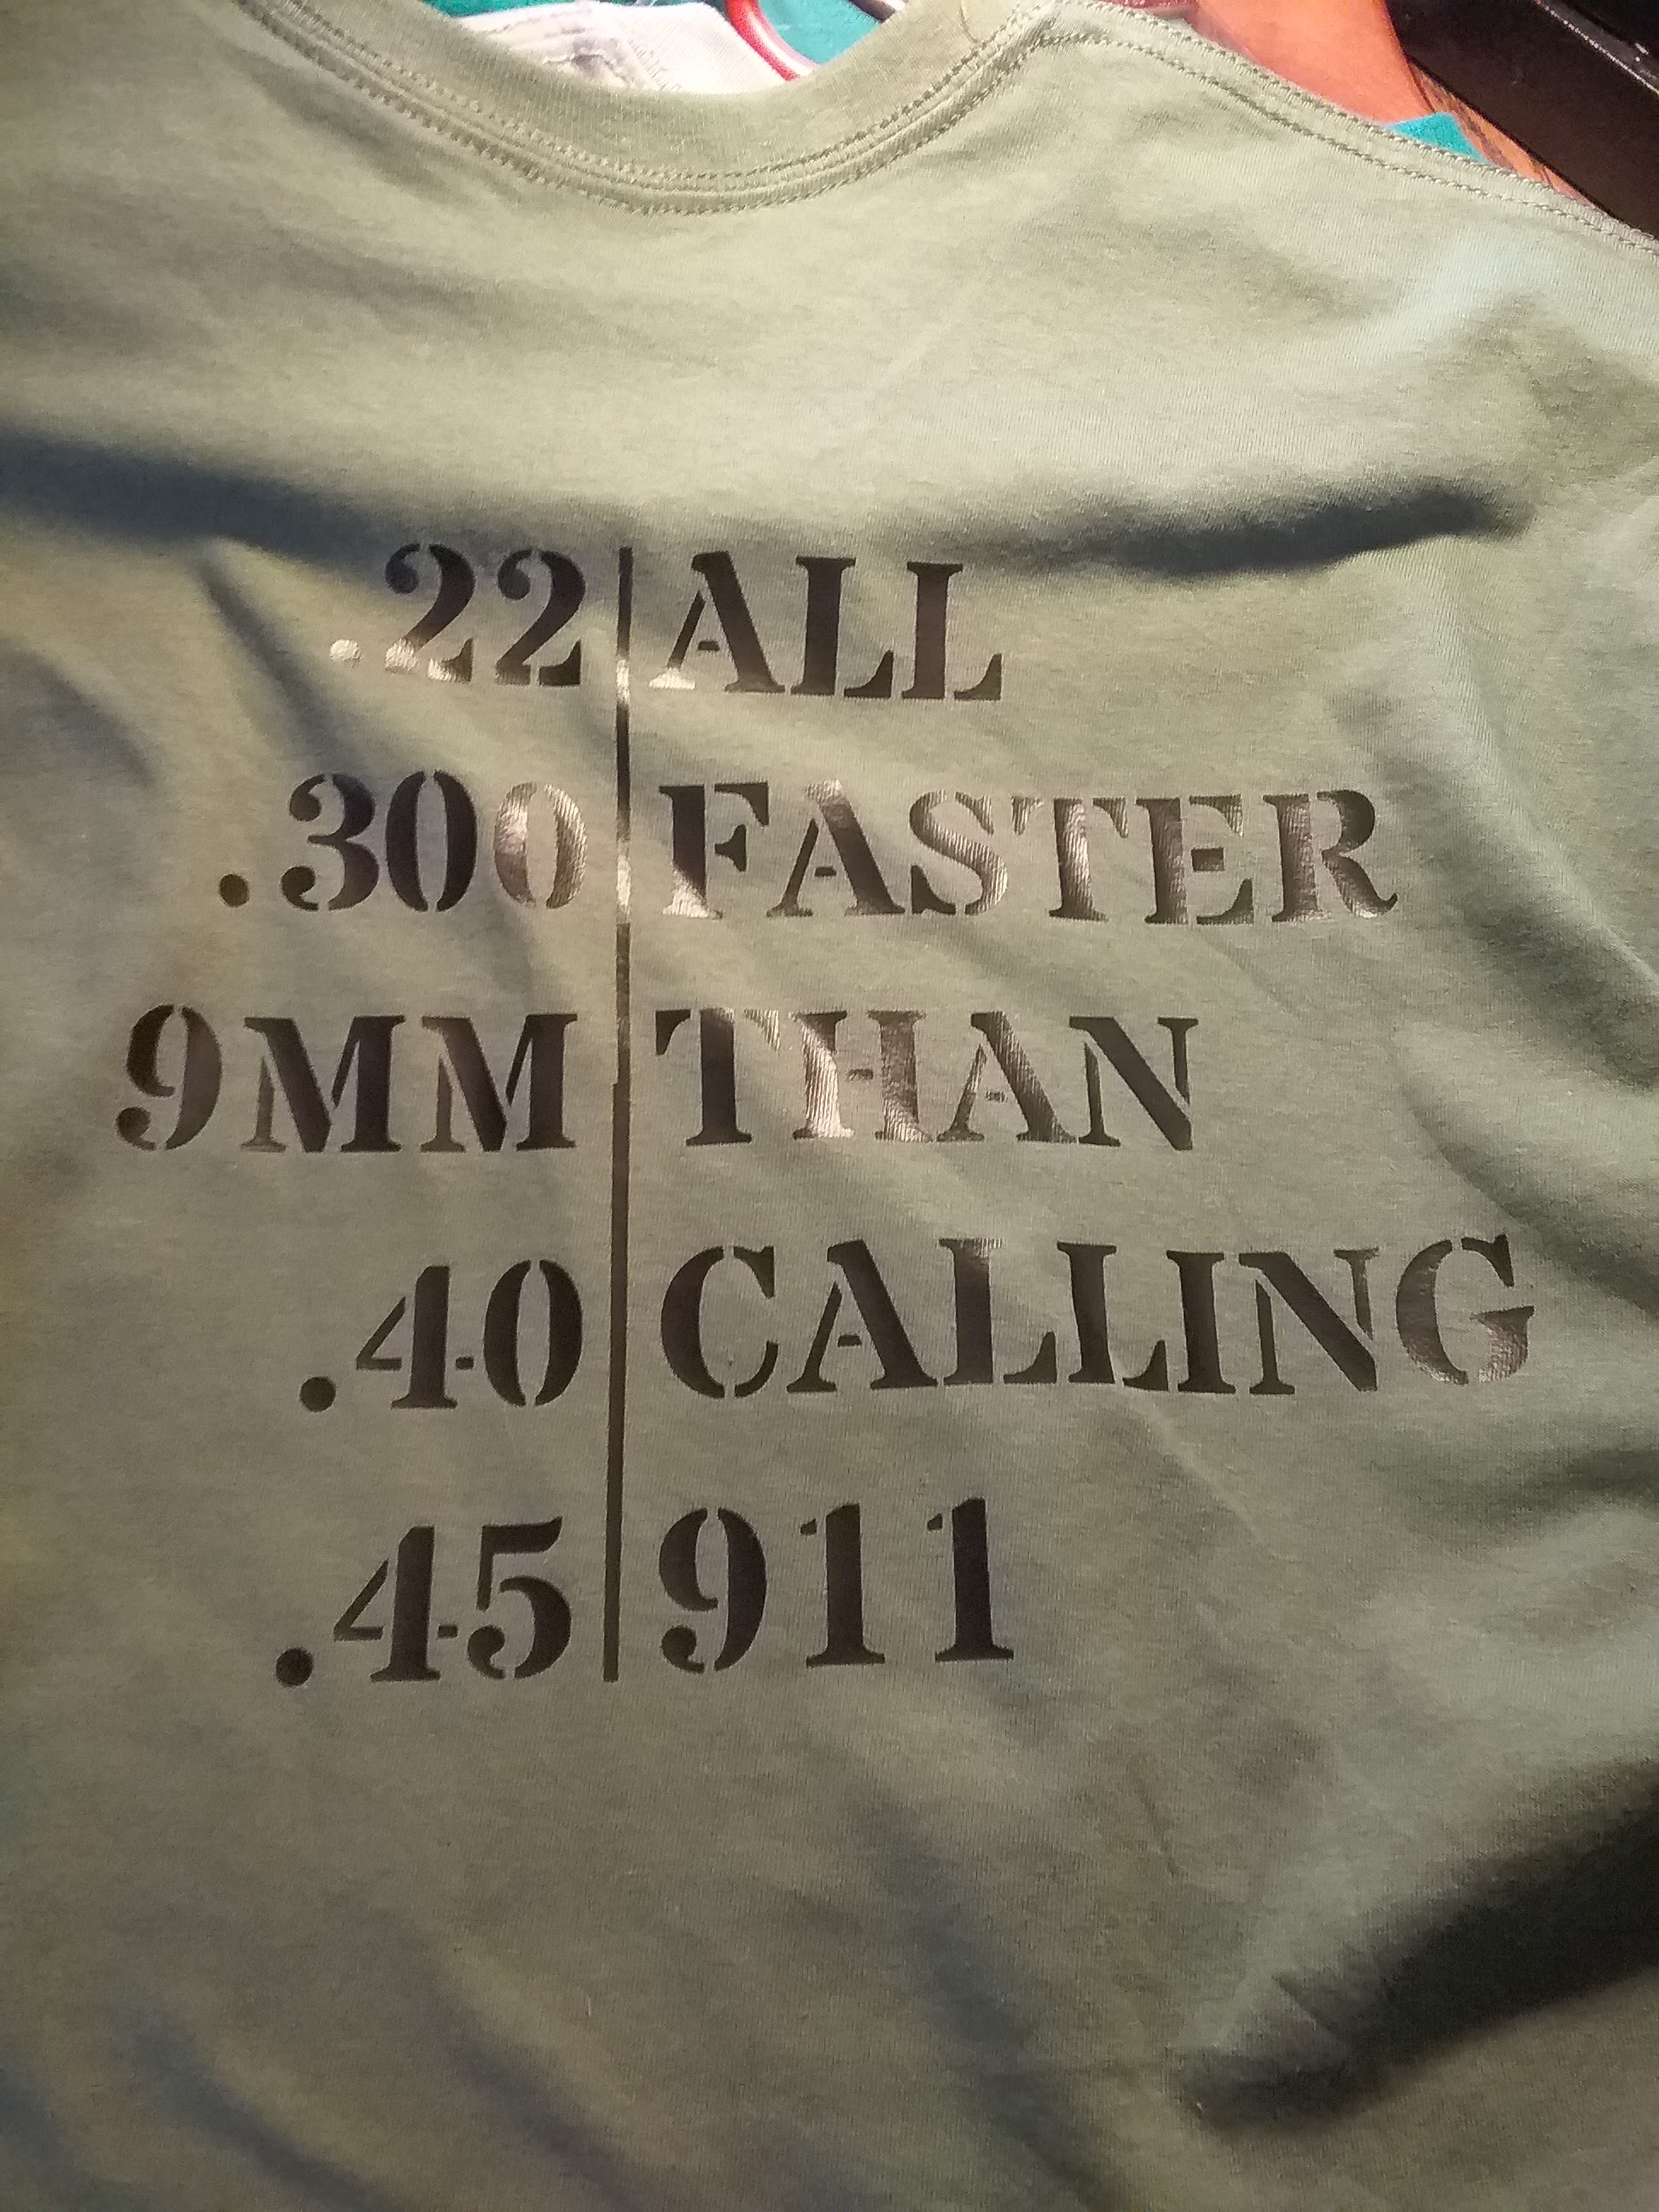 .22 | ALL
.300 | FASTER
9MM | THAN
.40 | CALLING
.45 | 911